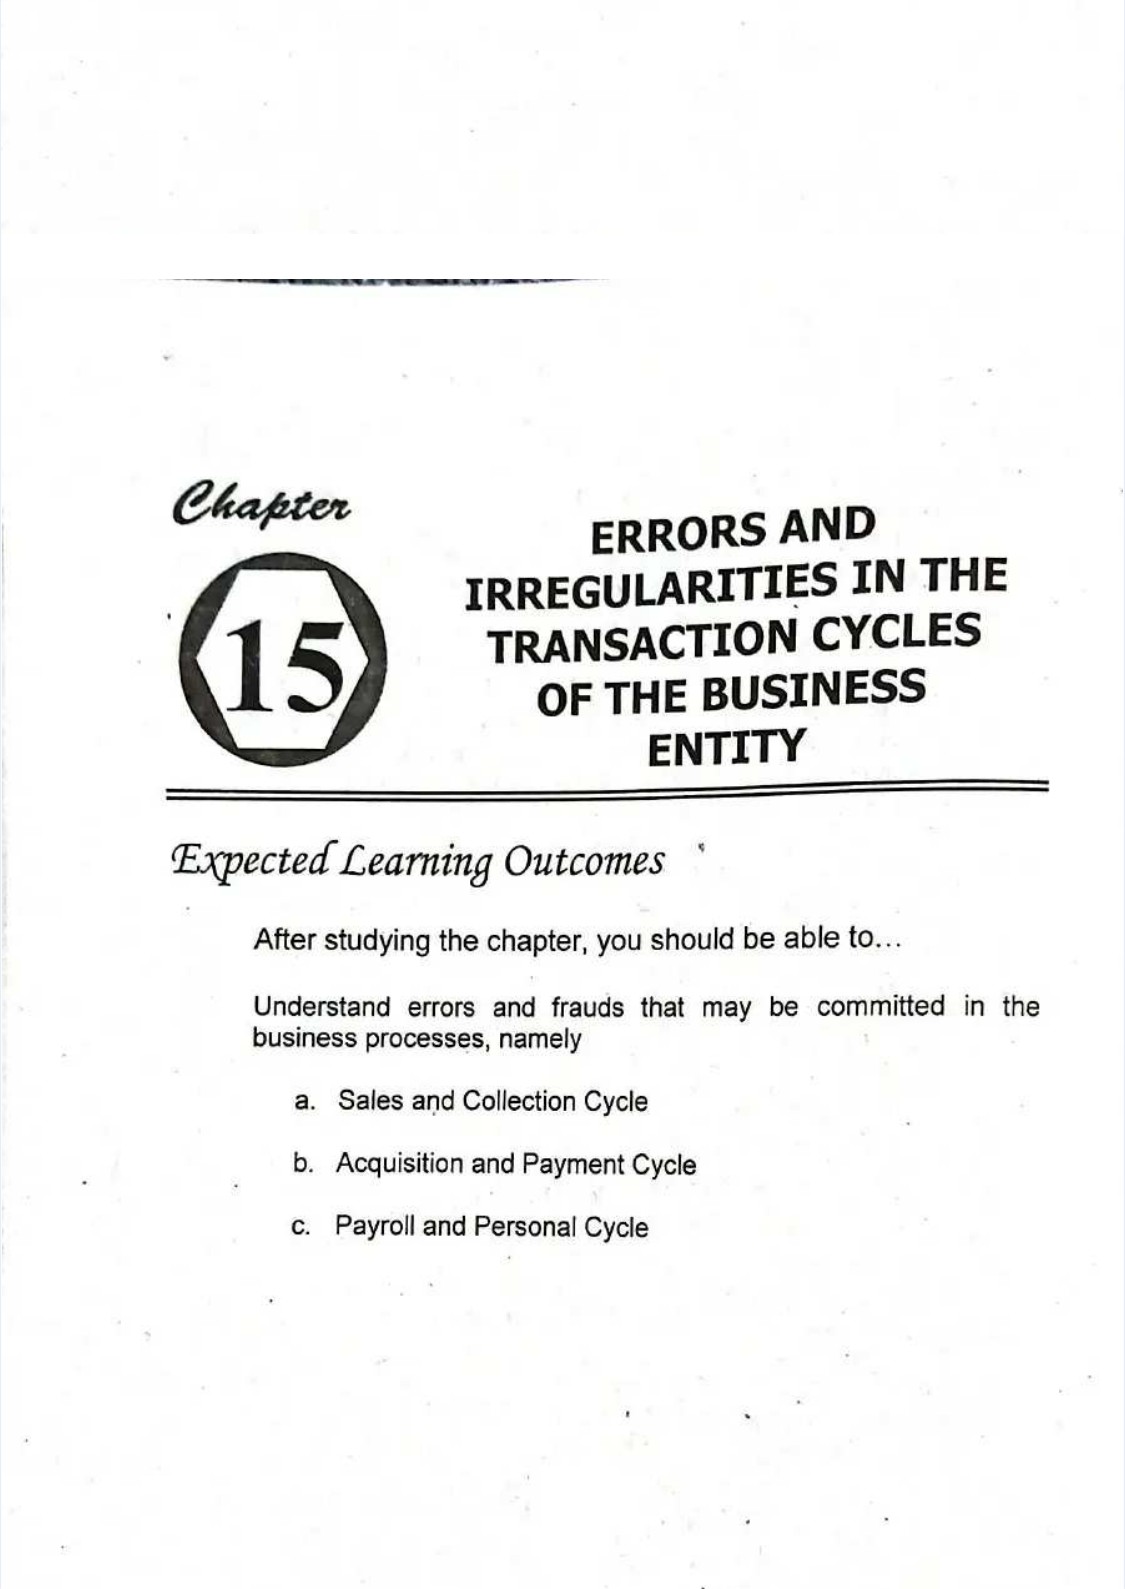 Chapter
15
ERRORS AND
IRREGULARITIES IN THE
TRANSACTION CYCLES
OF THE BUSINESS
ENTITY
Expected Learning Outcomes
After studying the chapter, you should be able to...
Understand errors and frauds that may be committed in the
business processes, namely
a. Sales and Collection Cycle
b. Acquisition and Payment Cycle
c. Payroll and Personal Cycle